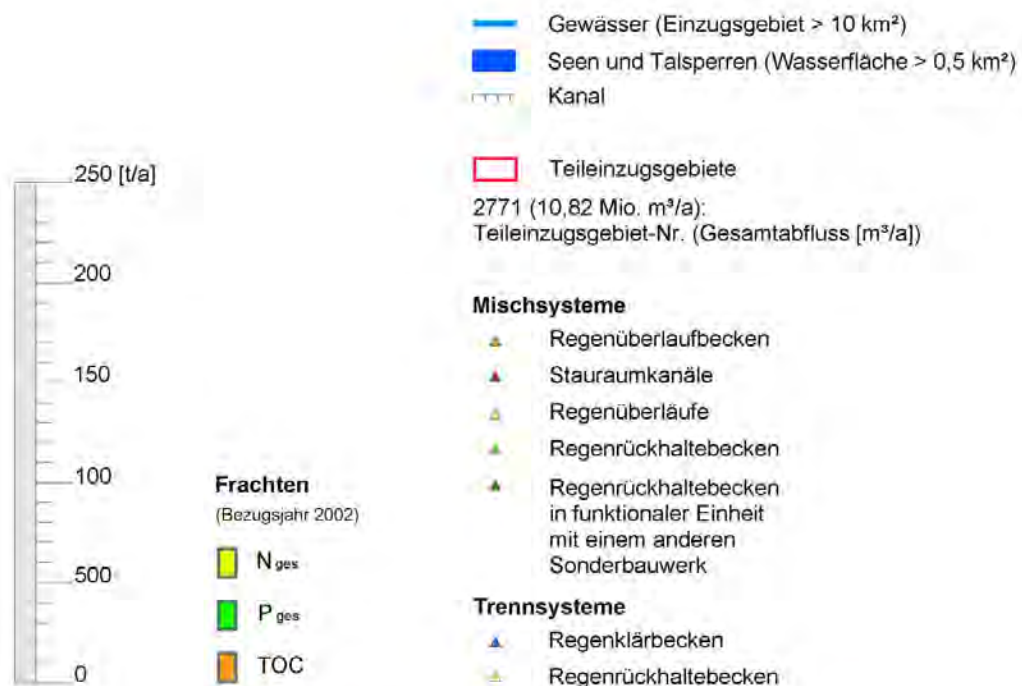 Gewässer (Einzugsgebiet > 10 km²)
Seen und Talsperren (Wasserfläche > 0,5 km²)
Kanal
Teileinzugsgebiete
2771 (10,82 Mio. m³/a):
Teileinzugsgebiet-Nr. (Gesamtabfluss [m³/a])
250 [t/a]
200
150
100
500
0
Frachten
(Bezugsjahr 2002)
N ges
P ges
TOC
Mischsysteme
Regenüberlaufbecken
Stauraumkanäle
Regenüberläufe
Regenrückhaltebecken
Regenrückhaltebecken
in funktionaler Einheit
mit einem anderen
Sonderbauwerk
Trennsysteme
Regenklärbecken
Regenrückhaltebecken